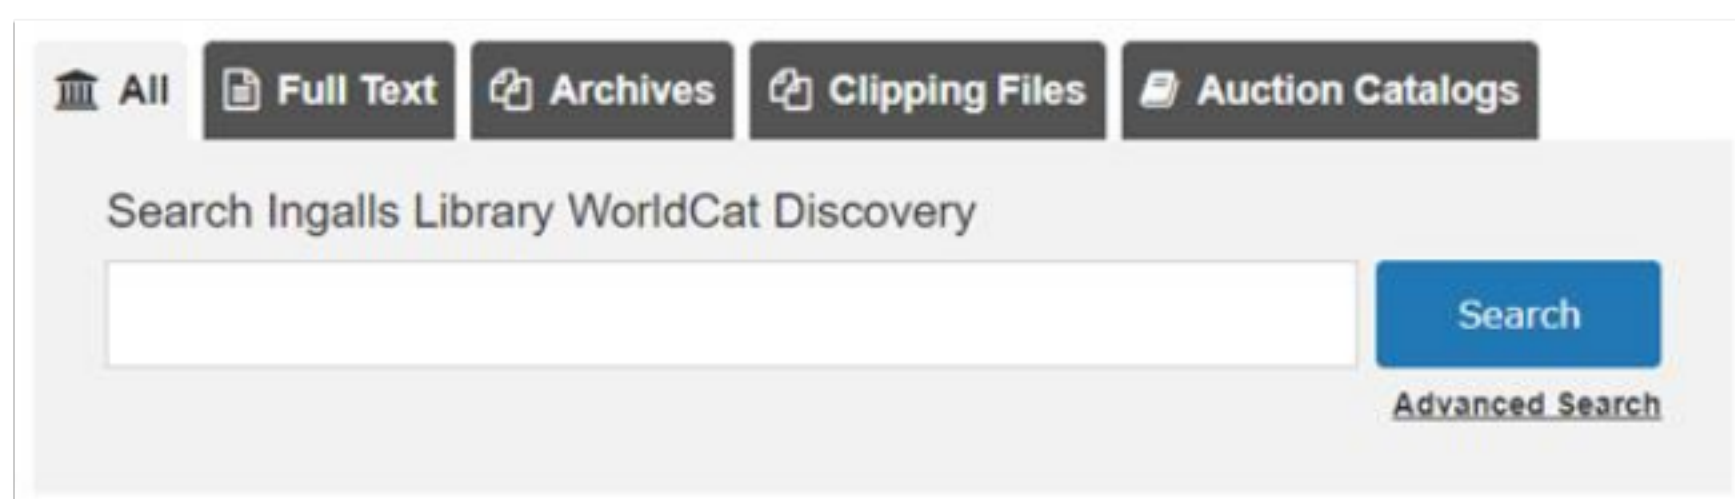 All Full Text Archives Clipping Files Auction Catalogs
Search Ingalls Library WorldCat Discovery
Search
Advanced Search